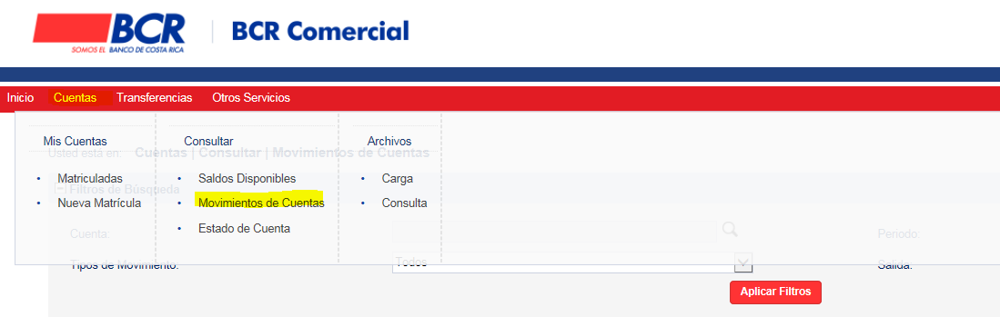 BCR
SOMOS EL BANCO DE COSTA RICA
BCR Comercial
Inicio Cuentas Transferencias Otros Servicios
Mis Cuentas Consultar Archivos
Usted está en: Cuentas | Consultar | Movimientos de Cuentas
• Matriculadas • Saldos Disponibles • Carga
Filtros de Búsqueda
• Nueva Matrícula • Movimientos de Cuentas • Consulta
• Estado de Cuenta
Cuenta: Periodo:
Tipos de Movimiento: Todos Salida:
Aplicar Filtros